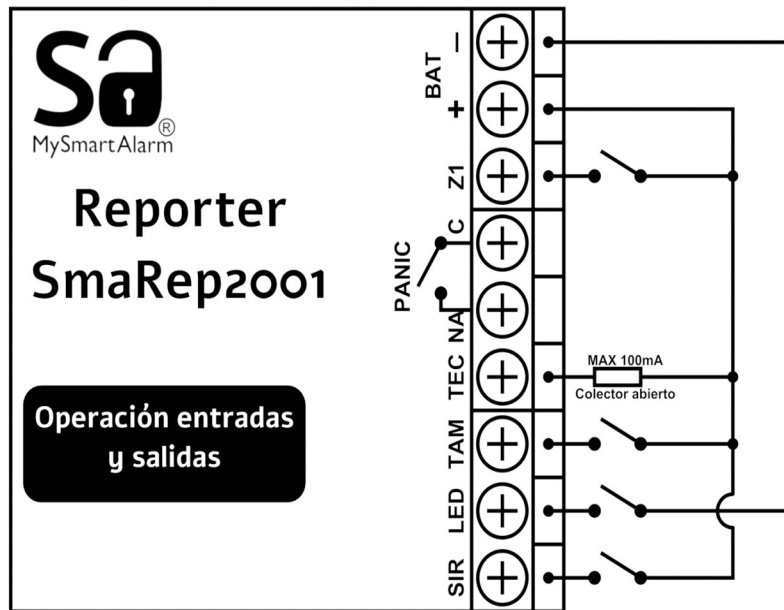 sa
®
MySmartAlarm
Reporter
SmaRep2001
Operación entradas
y salidas
BAT
–
+
Z1
PANIC
C
NA
TEC
TAM
LED
SIR
MAX 100mA
Colector abierto